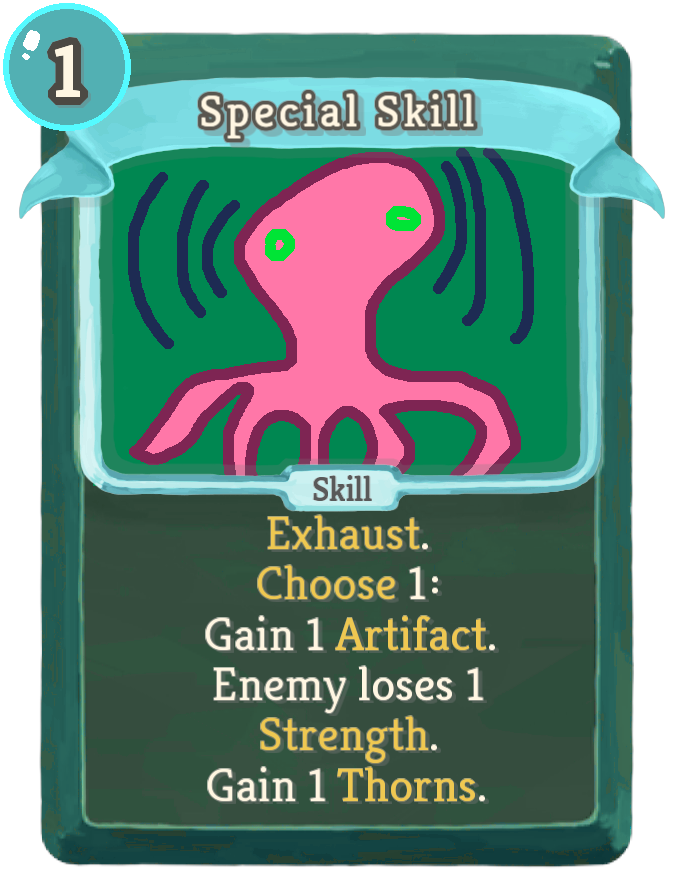 1
Special Skill
Skill
Exhaust.
Choose 1:
Gain 1 Artifact.
Enemy loses 1
Strength.
Gain 1 Thorns.